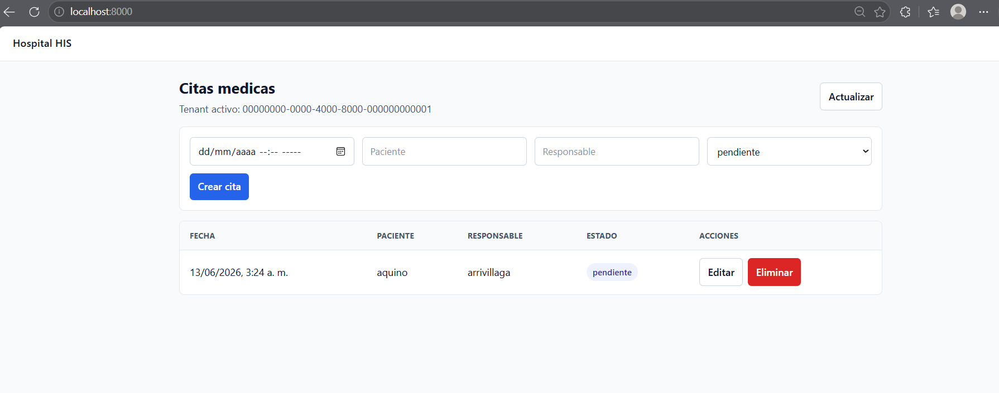 localhost:8000
Hospital HIS
Citas medicas
Tenant activo: 00000000-0000-4000-8000-000000000001
Actualizar
dd/mm/aaaa --:-- -----
Paciente
Responsable
pendiente
Crear cita
FECHA PACIENTE RESPONSABLE ESTADO ACCIONES
13/06/2026, 3:24 a. m. aquino arrivillaga pendiente Editar Eliminar